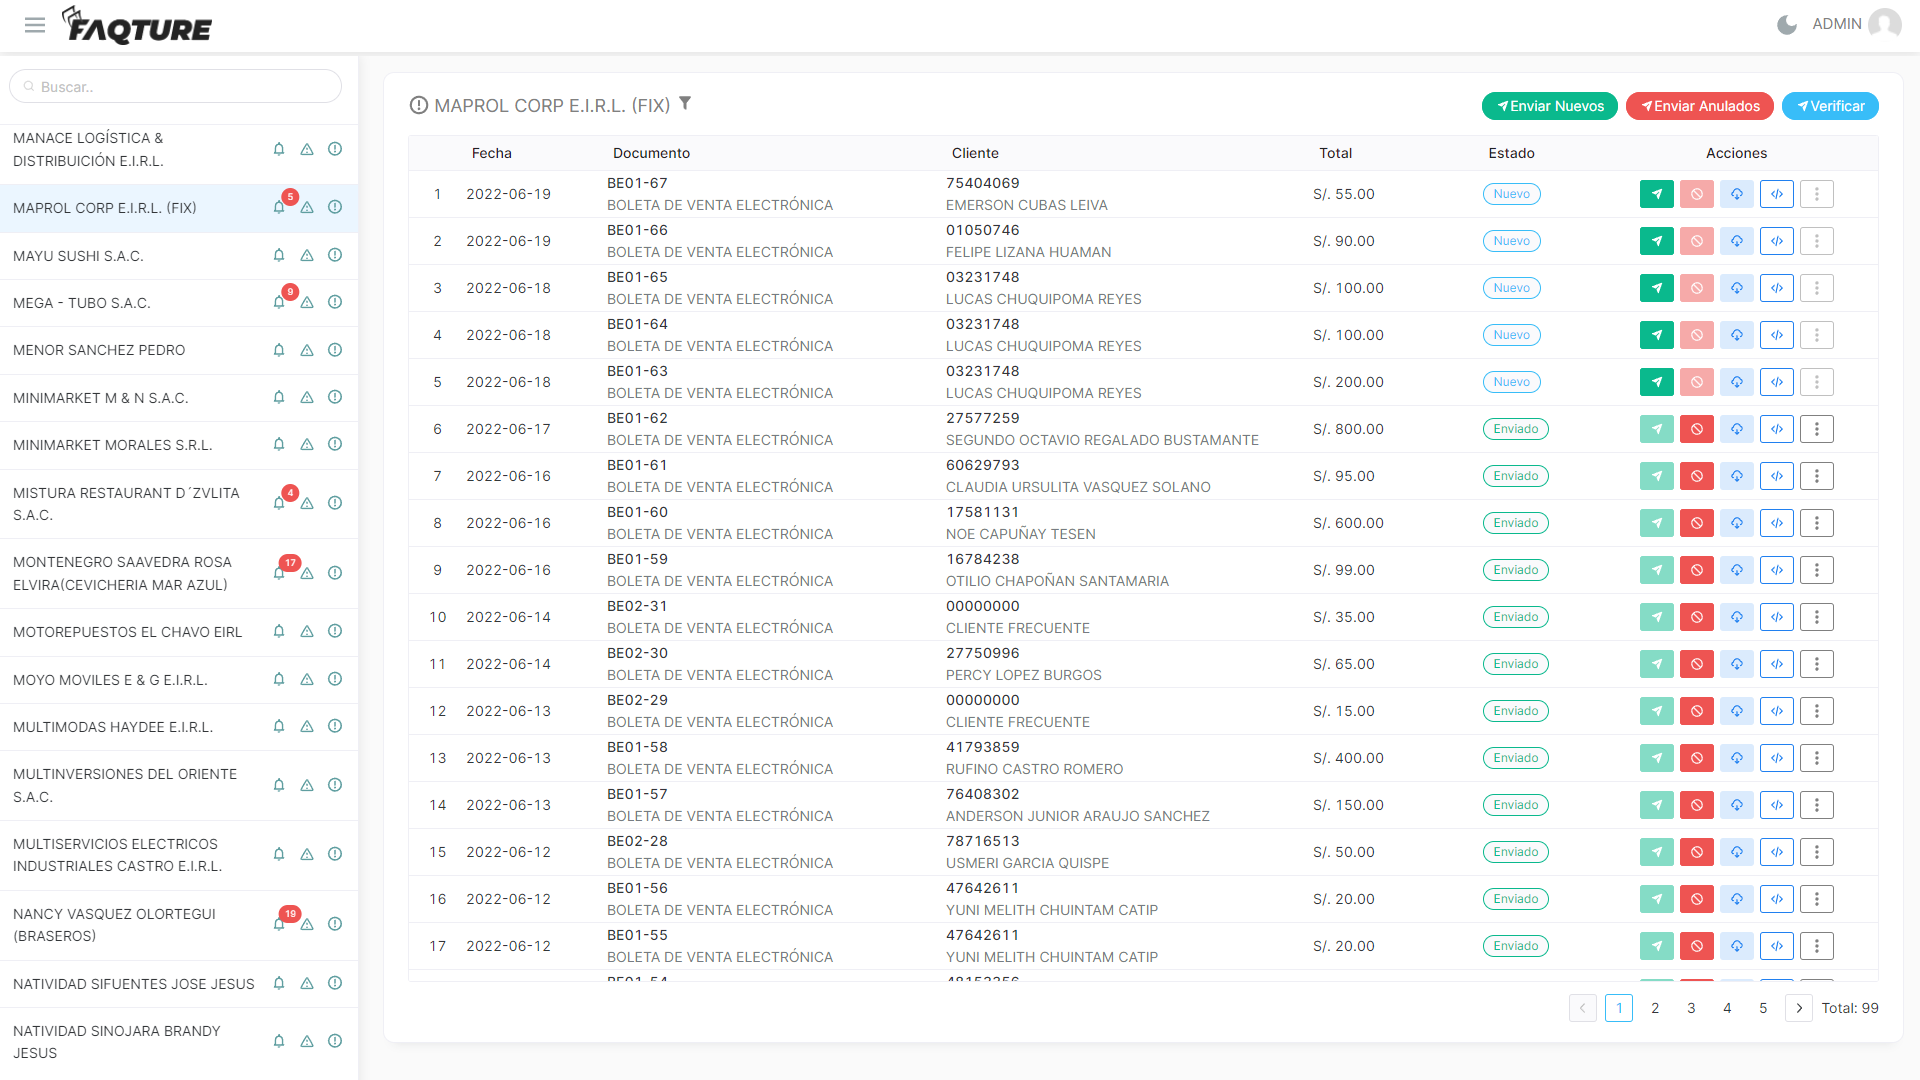 FAQTURE
ADMIN
Buscar..
MANACE LOGÍSTICA &
DISTRIBUICIÓN E.I.R.L.
MAPROL CORP E.I.R.L. (FIX)
5
MAYU SUSHI S.A.C.
MEGA - TUBO S.A.C.
9
MENOR SANCHEZ PEDRO
MINIMARKET M & N S.A.C.
MINIMARKET MORALES S.R.L.
MISTURA RESTAURANT D´ZVLITA
S.A.C.
4
MONTENEGRO SAAVEDRA ROSA
ELVIRA(CEVICHERIA MAR AZUL)
17
MOTOREPUESTOS EL CHAVO EIRL
MOYO MOVILES E & G E.I.R.L.
MULTIMODAS HAYDEE E.I.R.L.
MULTINVERSIONES DEL ORIENTE
S.A.C.
MULTISERVICIOS ELECTRICOS
INDUSTRIALES CASTRO E.I.R.L.
NANCY VASQUEZ OLORTEGUI
(BRASEROS)
19
NATIVIDAD SIFUENTES JOSE JESUS
NATIVIDAD SINOJARA BRANDY
JESUS
MAPROL CORP E.I.R.L. (FIX)
Enviar Nuevos Enviar Anulados Verificar
Fecha Documento Cliente Total Estado Acciones
1 2022-06-19 BE01-67 75404069 S/. 55.00 Nuevo
BOLETA DE VENTA ELECTRÓNICA EMERSON CUBAS LEIVA
2 2022-06-19 BE01-66 01050746 S/. 90.00 Nuevo
BOLETA DE VENTA ELECTRÓNICA FELIPE LIZANA HUAMAN
3 2022-06-18 BE01-65 03231748 S/. 100.00 Nuevo
BOLETA DE VENTA ELECTRÓNICA LUCAS CHUQUIPOMA REYES
4 2022-06-18 BE01-64 03231748 S/. 100.00 Nuevo
BOLETA DE VENTA ELECTRÓNICA LUCAS CHUQUIPOMA REYES
5 2022-06-18 BE01-63 03231748 S/. 200.00 Nuevo
BOLETA DE VENTA ELECTRÓNICA LUCAS CHUQUIPOMA REYES
6 2022-06-17 BE01-62 27577259 S/. 800.00 Enviado
BOLETA DE VENTA ELECTRÓNICA SEGUNDO OCTAVIO REGALADO BUSTAMANTE
7 2022-06-16 BE01-61 60629793 S/. 95.00 Enviado
BOLETA DE VENTA ELECTRÓNICA CLAUDIA URSULITA VASQUEZ SOLANO
8 2022-06-16 BE01-60 17581131 S/. 600.00 Enviado
BOLETA DE VENTA ELECTRÓNICA NOE CAPUÑAY TESEN
9 2022-06-16 BE01-59 16784238 S/. 99.00 Enviado
BOLETA DE VENTA ELECTRÓNICA OTILIO CHAPOÑAN SANTAMARIA
10 2022-06-14 BE02-31 00000000 S/. 35.00 Enviado
BOLETA DE VENTA ELECTRÓNICA CLIENTE FRECUENTE
11 2022-06-14 BE02-30 27750996 S/. 65.00 Enviado
BOLETA DE VENTA ELECTRÓNICA PERCY LOPEZ BURGOS
12 2022-06-13 BE02-29 00000000 S/. 15.00 Enviado
BOLETA DE VENTA ELECTRÓNICA CLIENTE FRECUENTE
13 2022-06-13 BE01-58 41793859 S/. 400.00 Enviado
BOLETA DE VENTA ELECTRÓNICA RUFINO CASTRO ROMERO
14 2022-06-13 BE01-57 76408302 S/. 150.00 Enviado
BOLETA DE VENTA ELECTRÓNICA ANDERSON JUNIOR ARAUJO SANCHEZ
15 2022-06-12 BE02-28 78716513 S/. 50.00 Enviado
BOLETA DE VENTA ELECTRÓNICA USMERI GARCIA QUISPE
16 2022-06-12 BE01-56 47642611 S/. 20.00 Enviado
BOLETA DE VENTA ELECTRÓNICA YUNI MELITH CHUINTAM CATIP
17 2022-06-12 BE01-55 47642611 S/. 20.00 Enviado
BOLETA DE VENTA ELECTRÓNICA YUNI MELITH CHUINTAM CATIP
1 2 3 4 5 Total: 99